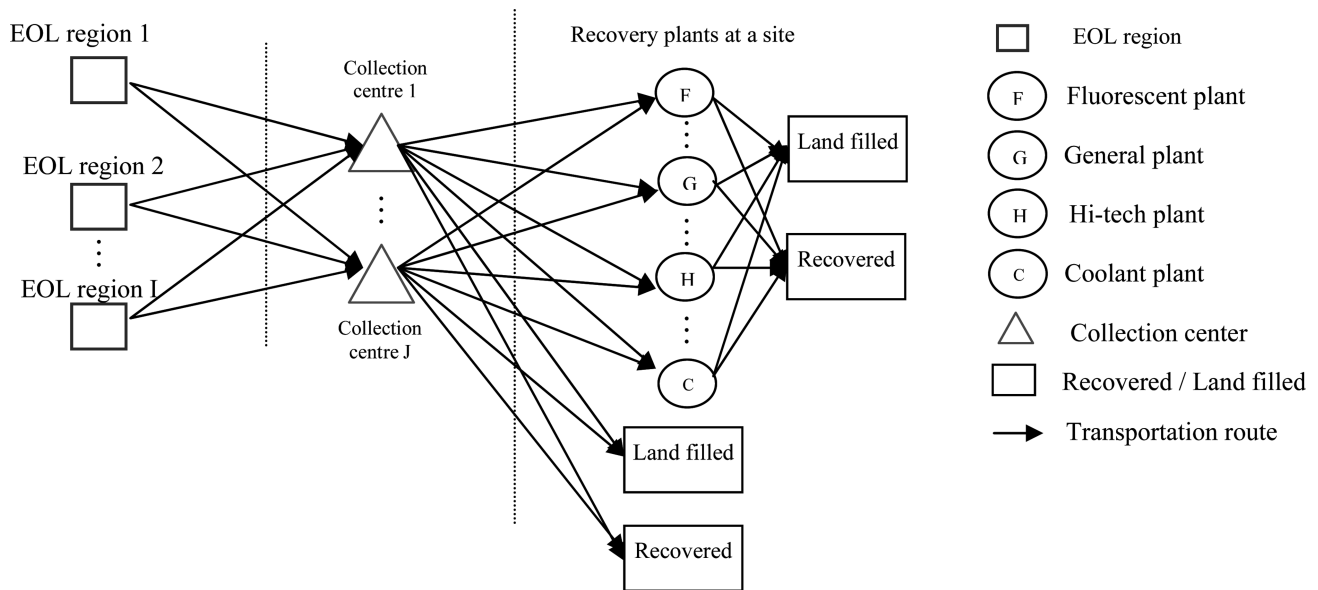 EOL region 1
EOL region 2
EOL region I
Collection
centre 1
Collection
centre J
Recovery plants at a site
F
G
H
C
Land filled
Recovered
Land filled
Recovered
EOL region
F
Fluorescent plant
G
General plant
H
Hi-tech plant
C
Coolant plant
Collection center
Recovered / Land filled
Transportation route